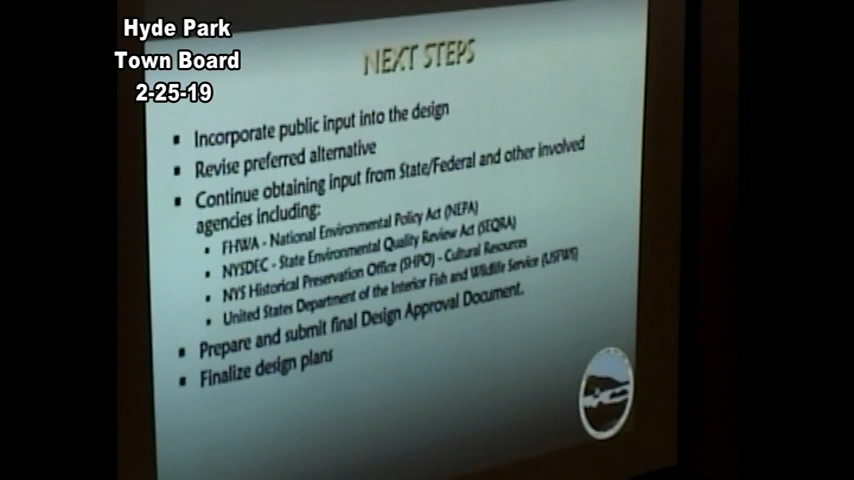 Hyde Park
Town Board
2-25-19
NEXT STEPS
▪ Incorporate public input into the design
▪ Revise preferred alternative
▪ Continue obtaining input from State/Federal and other involved
agencies including:
▪ FHWA - National Environmental Policy Act (NEPA)
▪ NYSDEC - State Environmental Quality Review Act (SEQRA)
▪ NYS Historical Preservation Office (SHPO) - Cultural Resources
▪ United States Department of the Interior Fish and Wildlife Service (USFWS)
▪ Prepare and submit final Design Approval Document.
▪ Finalize design plans